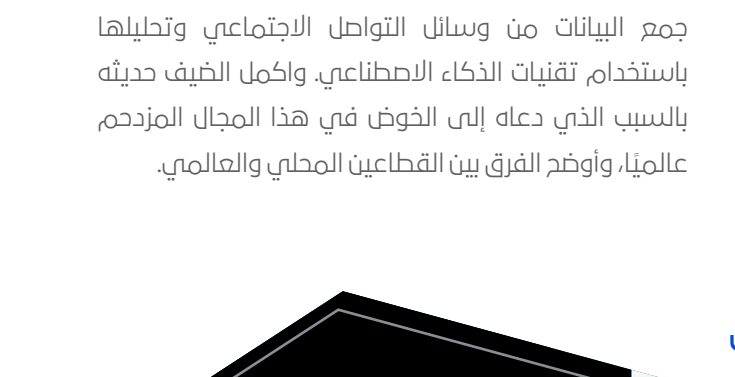 جمع البيانات من وسائل التواصل الاجتماعي وتحليلها
باستخدام تقنيات الذكاء الاصطناعي. واكمل الضيف حديثه
بالسبب الذي دعاه إلى الخوض في هذا المجال المزدحم
عالميًا، وأوضح الفرق بين القطاعين المحلي والعالمي.